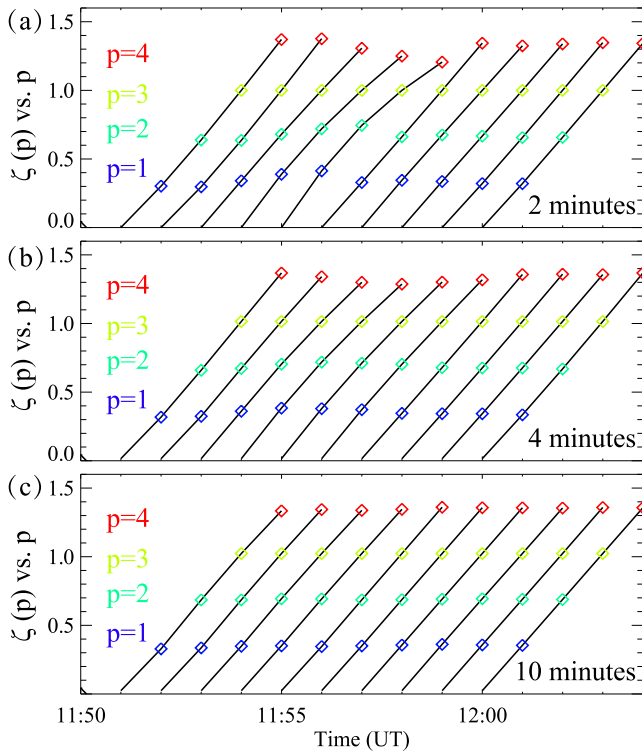 (a)
ζ (p) vs. p
1.5
1.0
0.5
0.0
p=4
p=3
p=2
p=1
2 minutes
(b)
ζ (p) vs. p
1.5
1.0
0.5
0.0
p=4
p=3
p=2
p=1
4 minutes
(c)
ζ (p) vs. p
1.5
1.0
0.5
p=4
p=3
p=2
p=1
10 minutes
11:50 11:55 12:00
Time (UT)